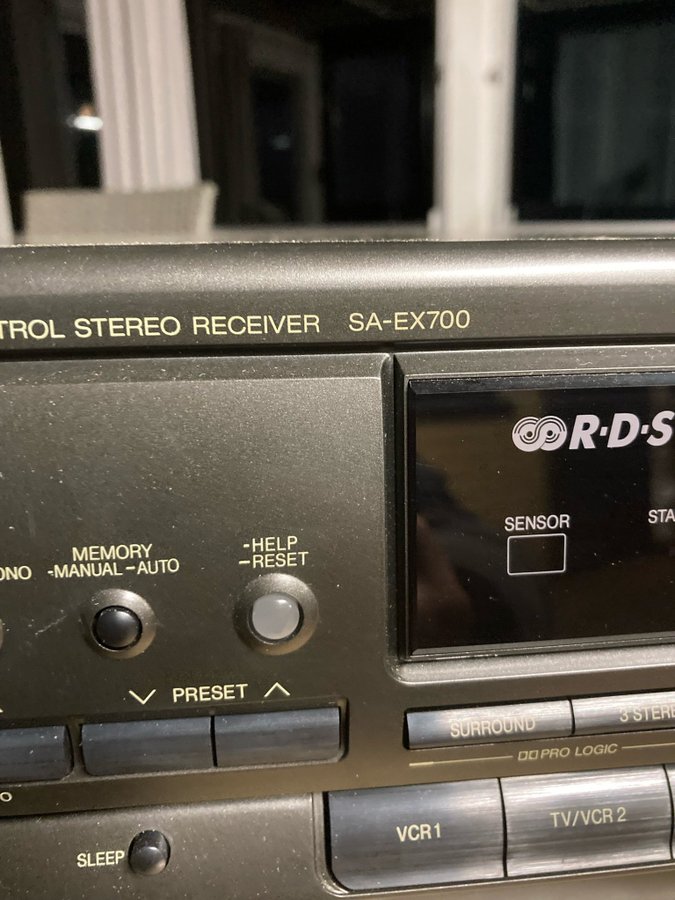 TROL STEREO RECEIVER SA-EX700
R·D·S
SENSOR
STA
MEMORY
-MANUAL –AUTO
ONO
-HELP
–RESET
PRESET
SURROUND
3 STERE
PRO LOGIC
O
VCR1
TV/VCR 2
SLEEP